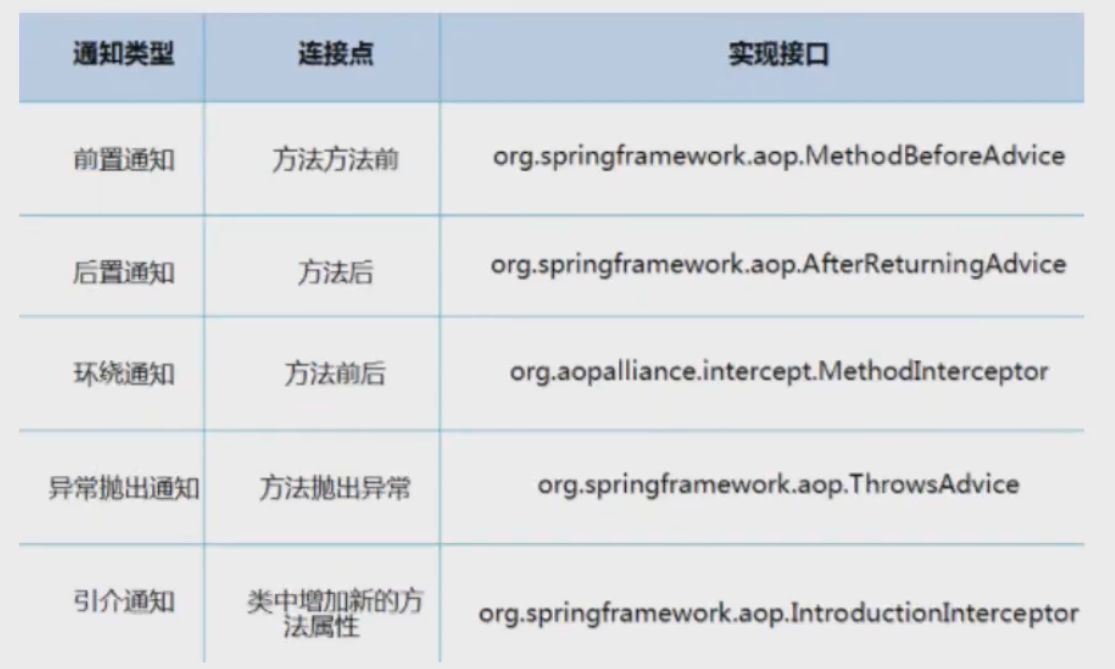 通知类型 连接点 实现接口
前置通知 方法方法前 org.springframework.aop.MethodBeforeAdvice
后置通知 方法后 org.springframework.aop.AfterReturningAdvice
环绕通知 方法前后 org.aopalliance.intercept.MethodInterceptor
异常抛出通知 方法抛出异常 org.springframework.aop.ThrowsAdvice
引介通知 类中增加新的方
法属性 org.springframework.aop.IntroductionInterceptor